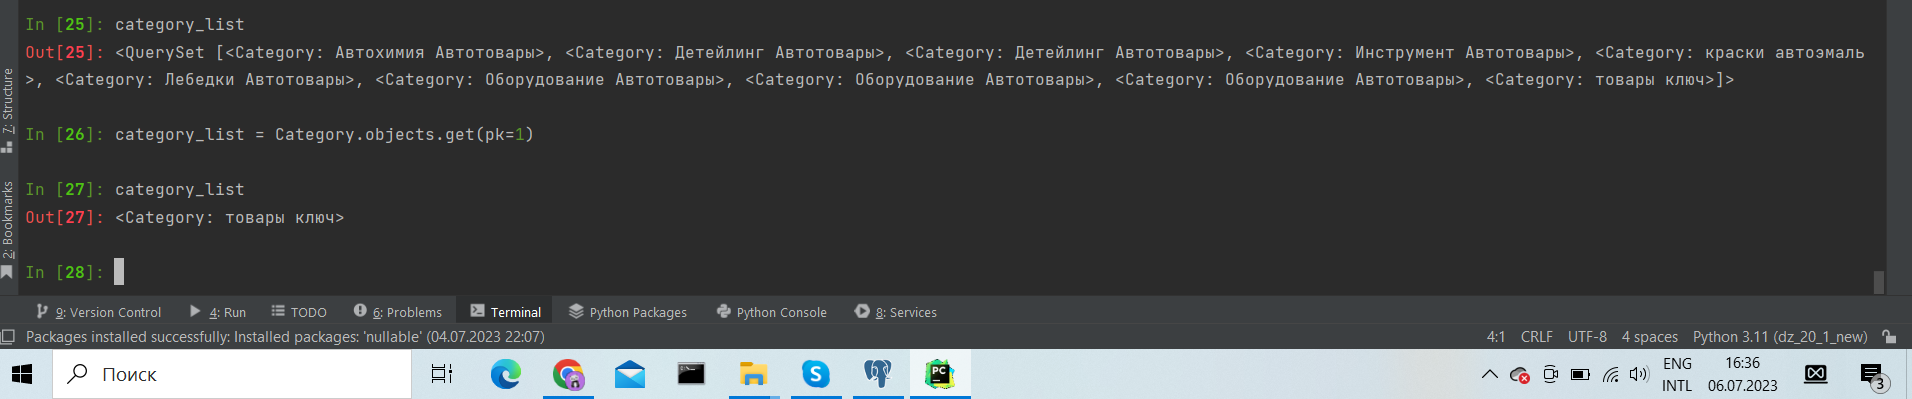 In [25]: category_list
Out[25]: <QuerySet [<Category: Автохимия Автотовары>, <Category: Детейлинг Автотовары>, <Category: Детейлинг Автотовары>, <Category: Инструмент Автотовары>, <Category: краски автоэмаль
>, <Category: Лебедки Автотовары>, <Category: Оборудование Автотовары>, <Category: Оборудование Автотовары>, <Category: Оборудование Автотовары>, <Category: товары ключ>]>
In [26]: category_list = Category.objects.get(pk=1)
In [27]: category_list
Out[27]: <Category: товары ключ>
In [28]:
7: Structure
2: Bookmarks
9: Version Control 4: Run TODO 6: Problems Terminal Python Packages Python Console 8: Services
Packages installed successfully: Installed packages: 'nullable' (04.07.2023 22:07) 4:1 CRLF UTF-8 4 spaces Python 3.11 (dz_20_1_new)
Поиск
PC
ENG 16:36
INTL 06.07.2023
3